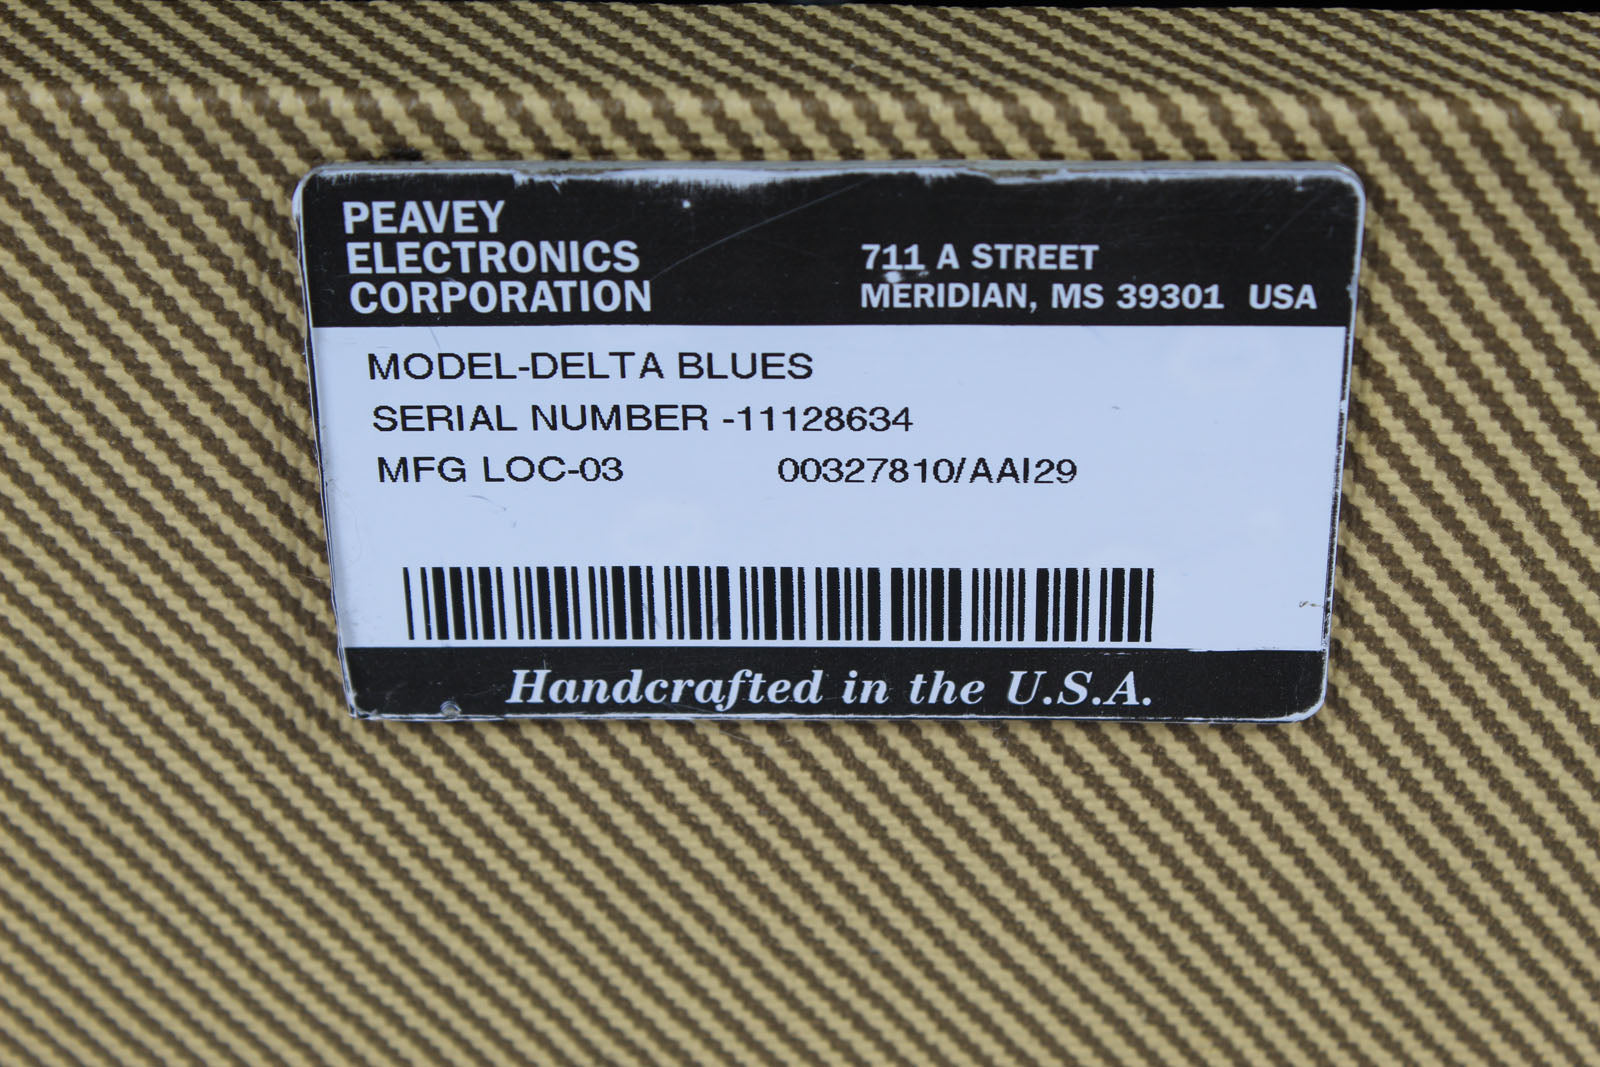 PEAVEY
ELECTRONICS
CORPORATION
711 A STREET
MERIDIAN, MS 39301 USA
MODEL-DELTA BLUES
SERIAL NUMBER -11128634
MFG LOC-03 00327810/AAI29
Handcrafted in the U.S.A.